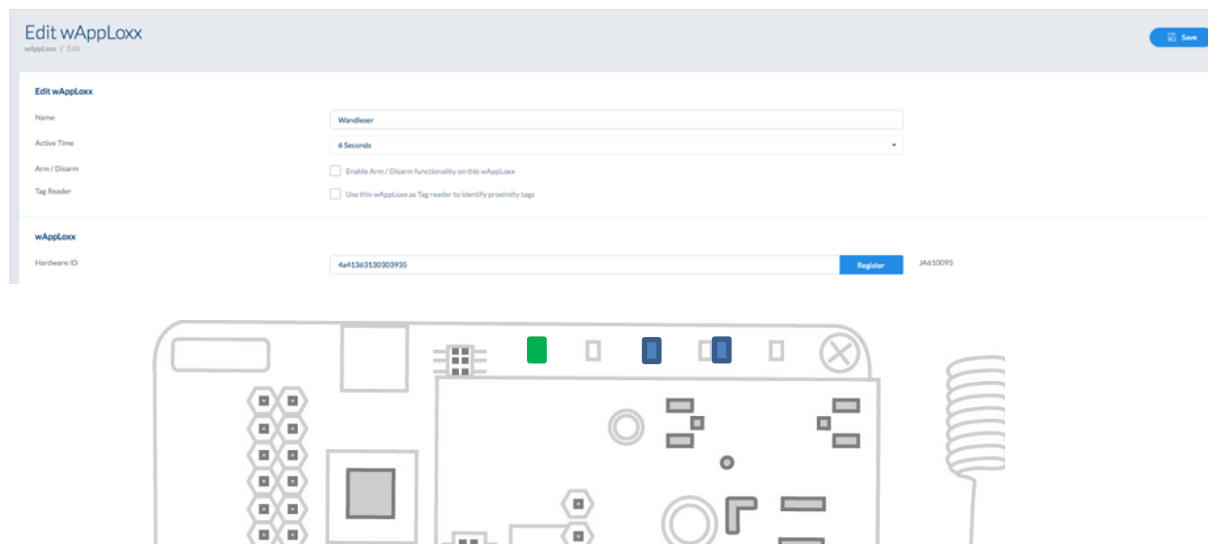 Edit wAppLoxx
wAppLoxx / Edit
Save
Edit wAppLoxx
Name
Wandleser
Active Time
6 Seconds
Arm / Disarm
Enable Arm / Disarm functionality on this wAppLoxx
Tag Reader
Use this wAppLoxx as Tag reader to identify proximity tags
wAppLoxx
Hardware ID
4a41363130303935
Register
JA610095